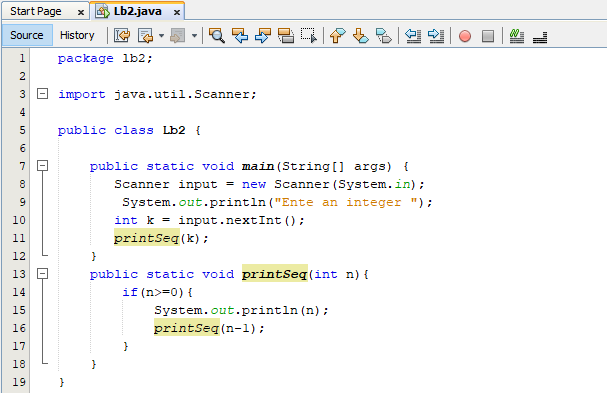 Start Page Lb2.java
Source History
1 package lb2;
2
3 import java.util.Scanner;
4
5 public class Lb2 {
6
7 public static void main(String[] args) {
8 Scanner input = new Scanner(System.in);
9 System.out.println("Ente an integer ");
10 int k = input.nextInt();
11 printSeq(k);
12 }
13 public static void printSeq(int n){
14 if(n>=0){
15 System.out.println(n);
16 printSeq(n-1);
17 }
18 }
19 }